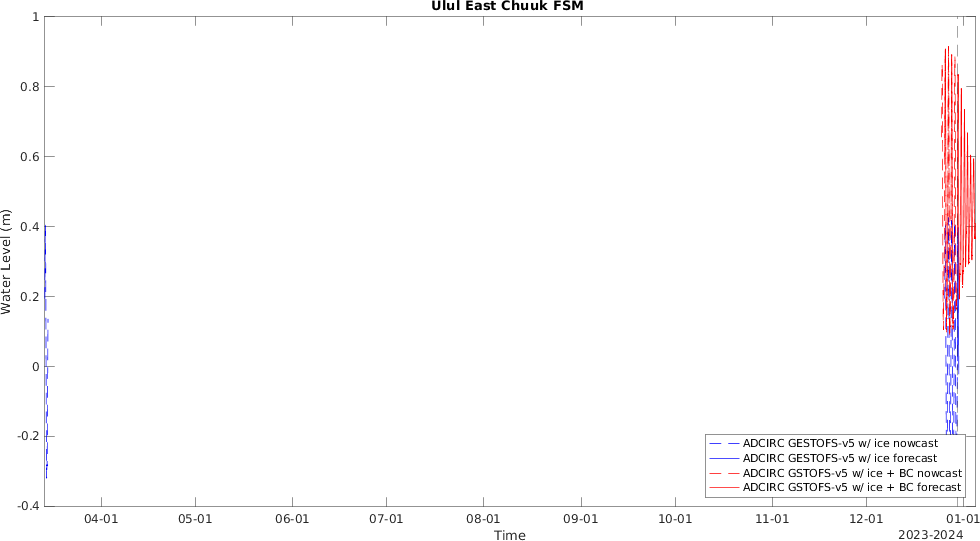 Ulul East Chuuk FSM
1
0.8
0.6
0.4
0.2
0
-0.2
-0.4
Water Level (m)
ADCIRC GESTOFS-v5 w/ ice nowcast
ADCIRC GESTOFS-v5 w/ ice forecast
ADCIRC GSTOFS-v5 w/ ice + BC nowcast
ADCIRC GSTOFS-v5 w/ ice + BC forecast
04-01 05-01 06-01 07-01 08-01 09-01 10-01 11-01 12-01 01-01
Time
2023-2024